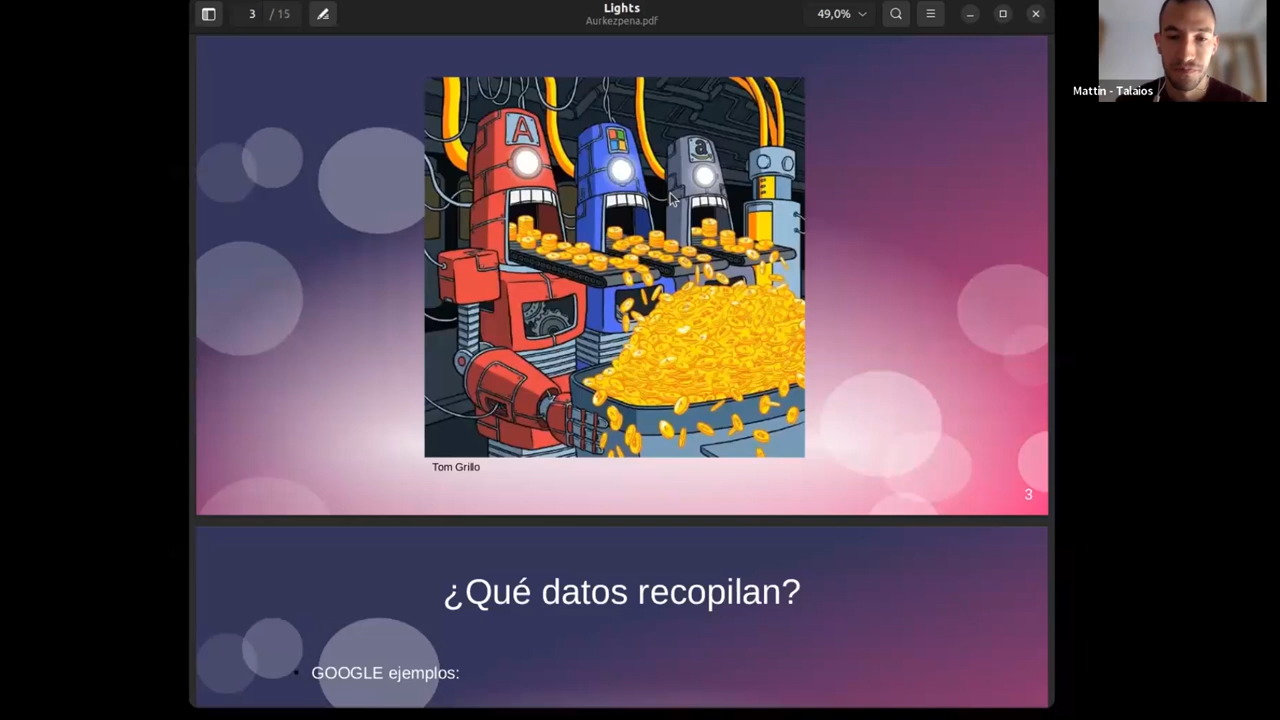 3 / 15
Lights
Aurkezpena.pdf
49,0%
Mattin - Talaios
A
a
Tom Grillo
3
¿Qué datos recopilan?
• GOOGLE ejemplos: